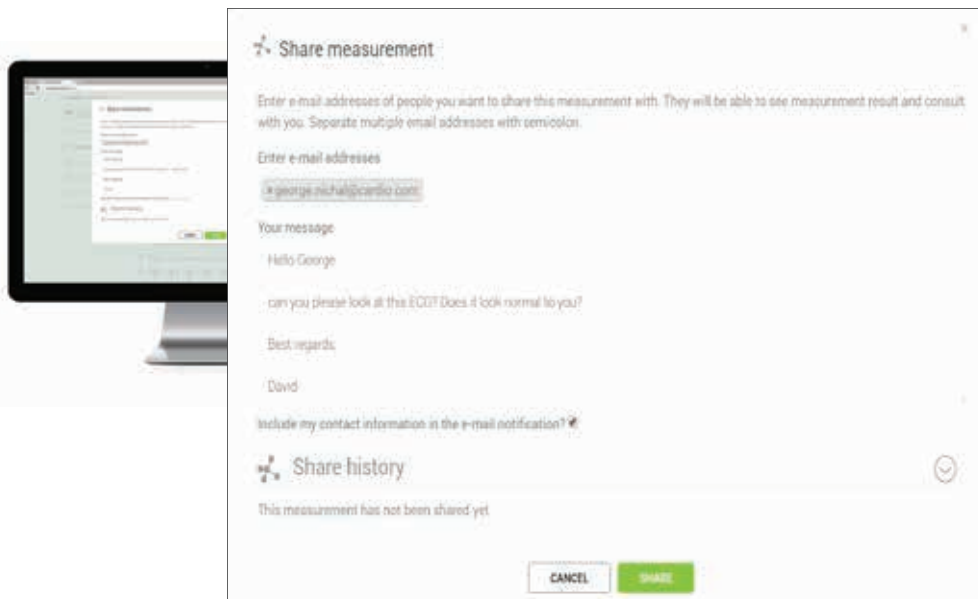 Share measurement
Enter e-mail addresses of people you want to share this measurement with. They will be able to see measurement result and consult
with you. Separate multiple email addresses with semicolon.
Enter e-mail addresses
× george.nichal@cardio.com
Your message
Hello George
can you please look at this ECG? Does it look normal to you?
Best regards,
David
Include my contact information in the e-mail notification?
Share history
This measurement has not been shared yet
CANCEL
SHARE